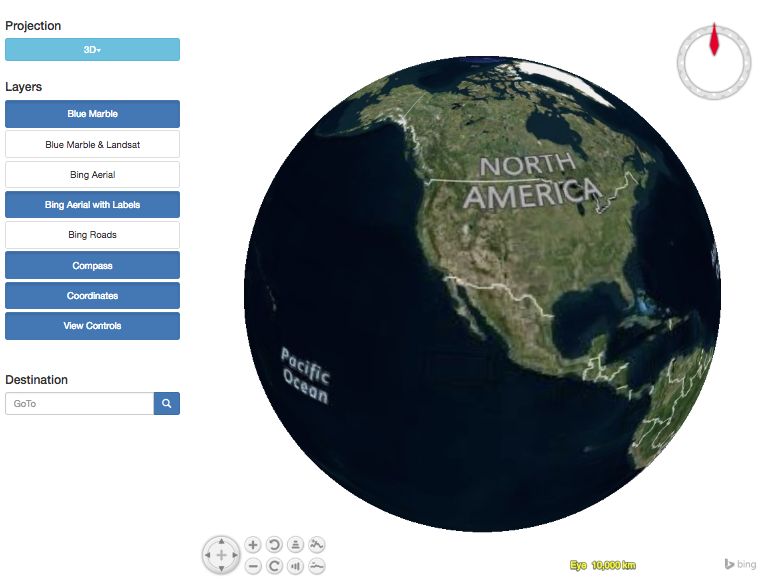 Projection
3D
Layers
Blue Marble
Blue Marble & Landsat
Bing Aerial
Bing Aerial with Labels
Bing Roads
Compass
Coordinates
View Controls
Destination
GoTo
NORTH
AMERICA
Pacific
Ocean
Eye 10,000 km
bing